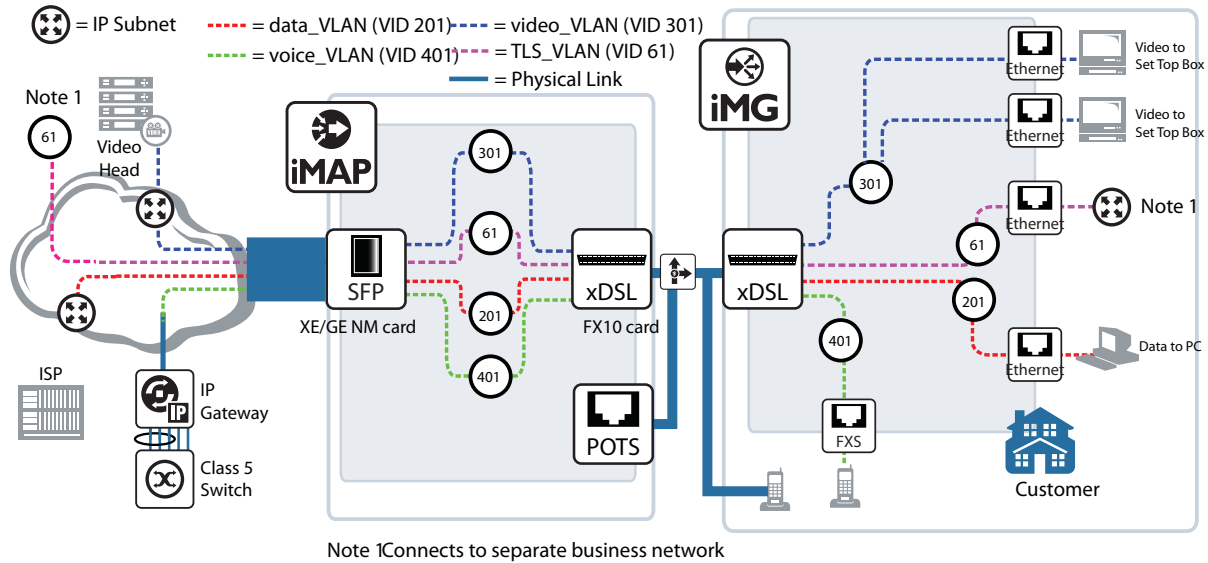 = IP Subnet
= data_VLAN (VID 201)
= video_VLAN (VID 301)
= voice_VLAN (VID 401)
= TLS_VLAN (VID 61)
= Physical Link
Note 1
61
Video
Head
iMAP
SFP
XE/GE NM card
301
61
201
401
xDSL
FX10 card
POTS
ISP
IP
IP
Gateway
Class 5
Switch
iMG
xDSL
301
61
201
401
FXS
Ethernet
Video to
Set Top Box
Ethernet
Video to
Set Top Box
Ethernet
Note 1
Ethernet
Data to PC
Customer
Note 1Connects to separate business network